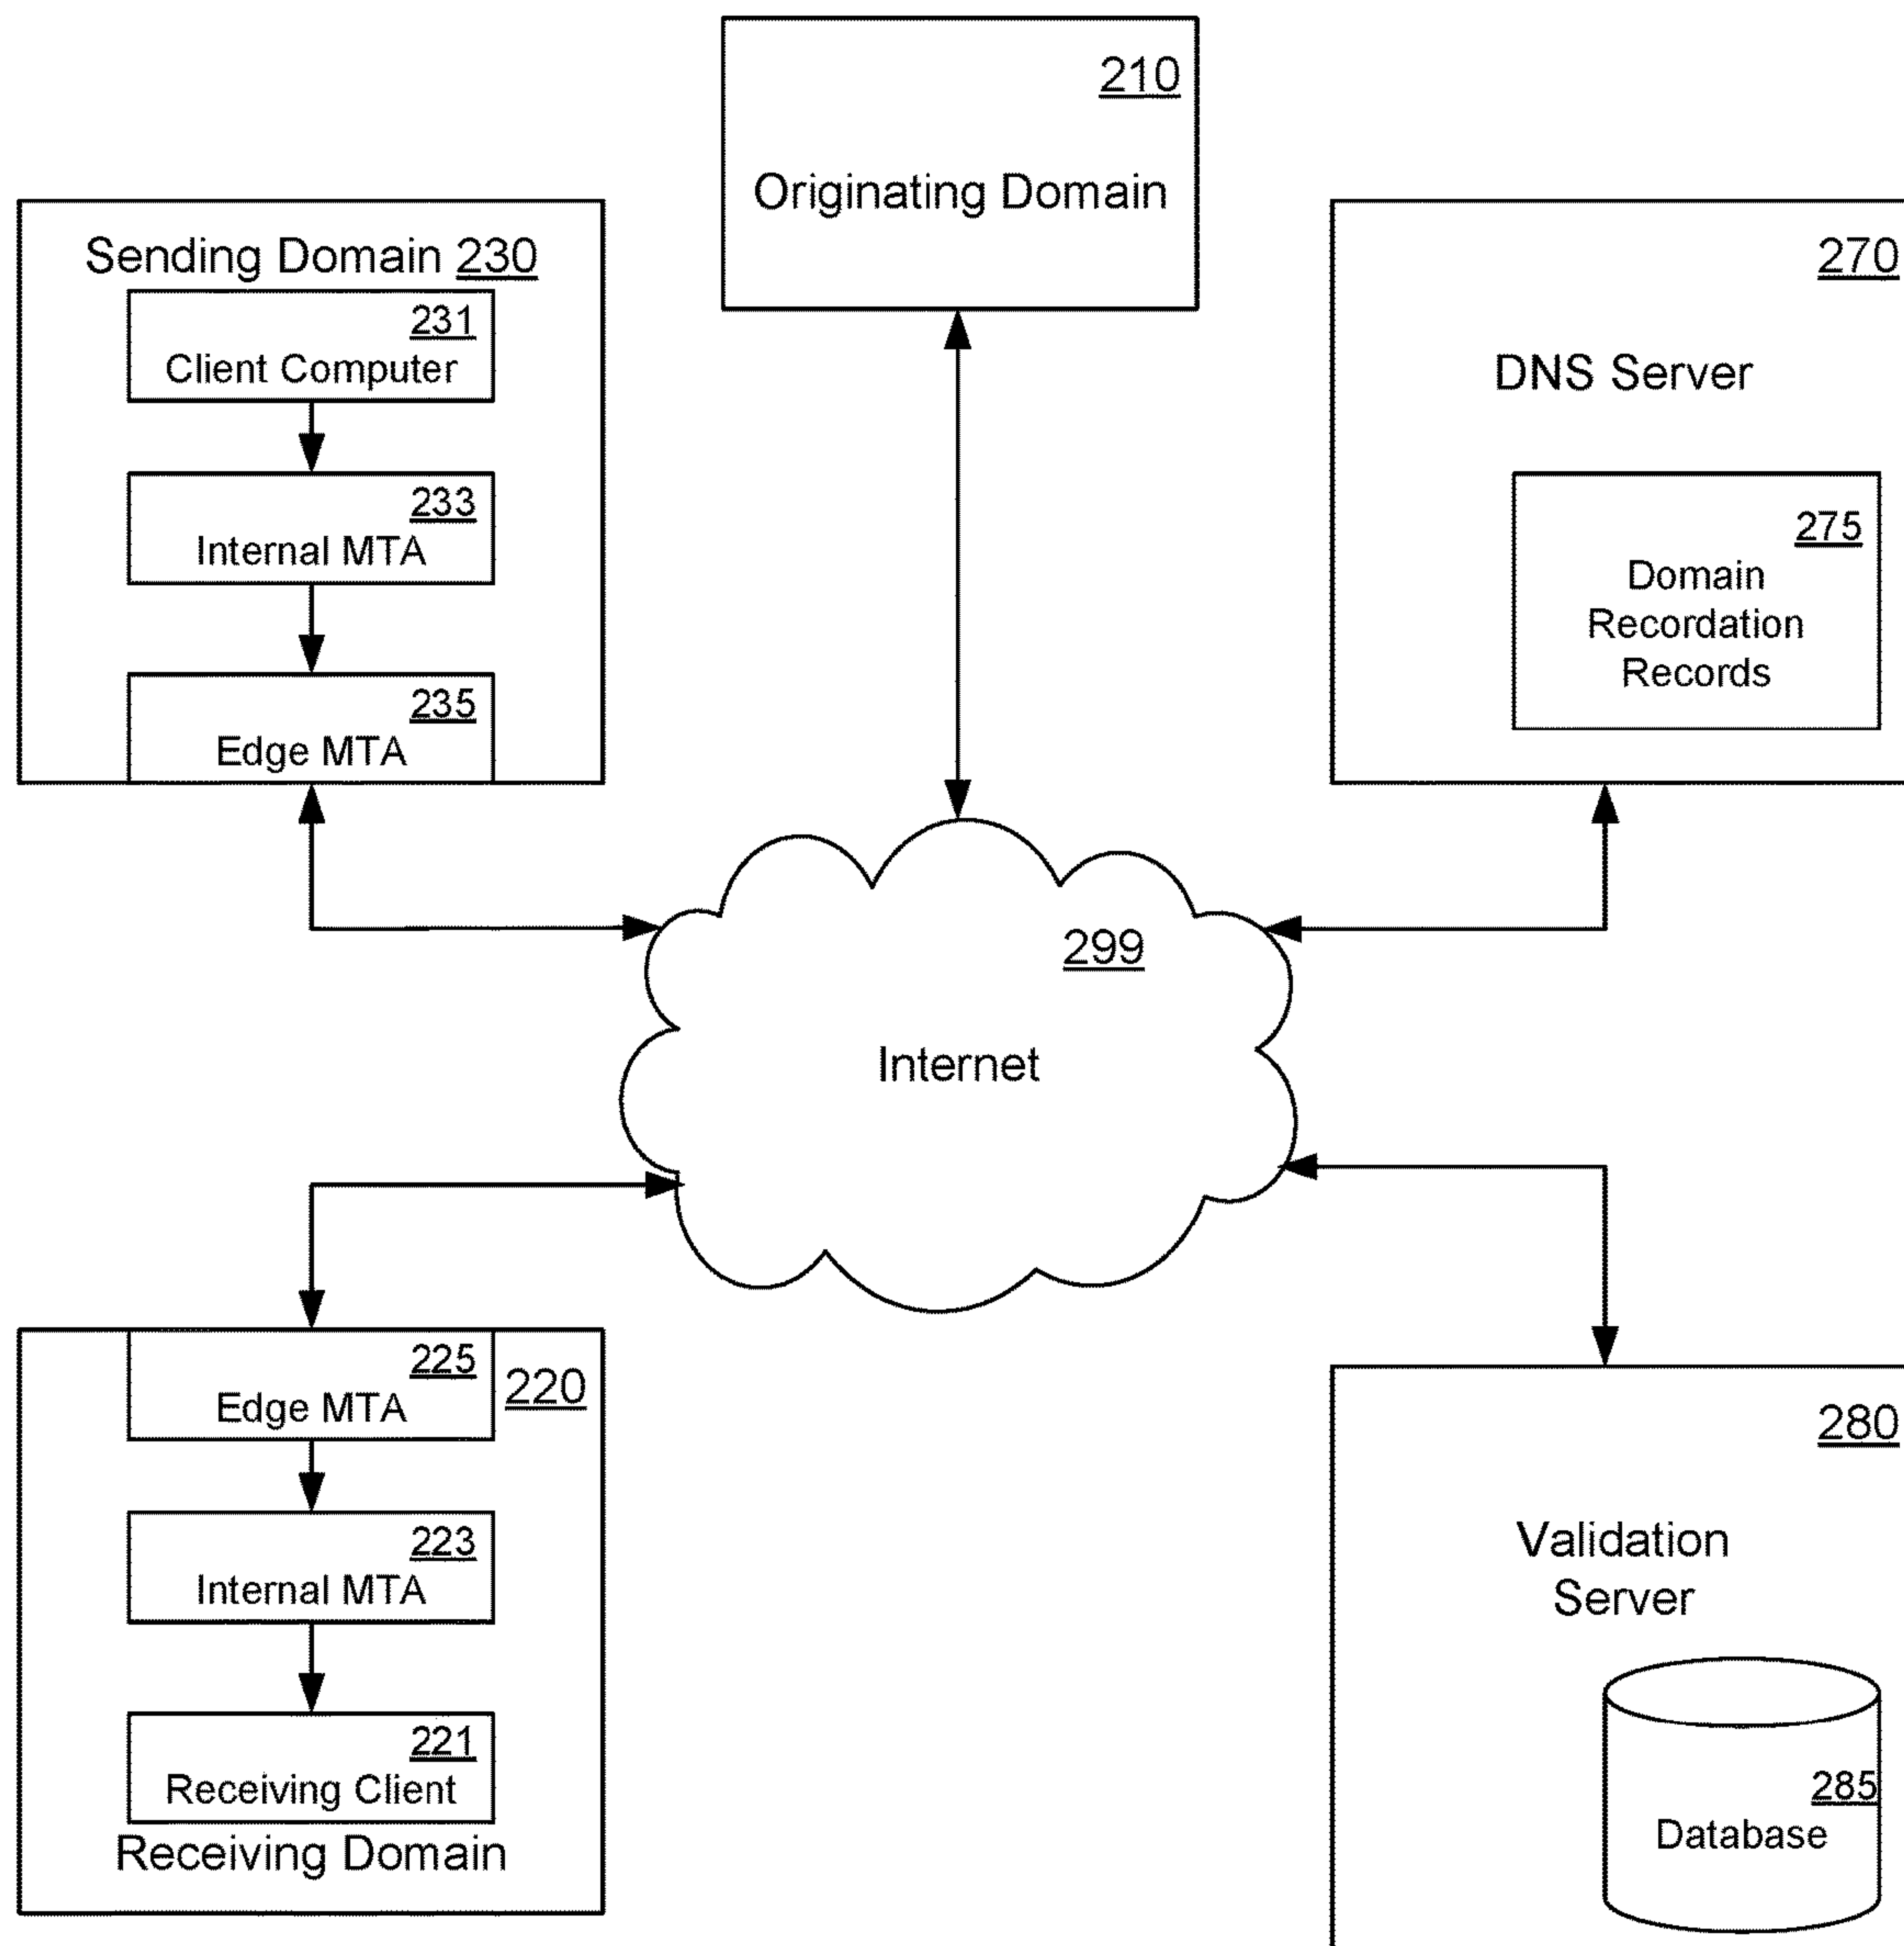 210
Originating Domain
Sending Domain 230
231
Client Computer
233
Internal MTA
235
Edge MTA
270
DNS Server
275
Domain
Recordation
Records
299
Internet
225
Edge MTA
220
223
Internal MTA
221
Receiving Client
Receiving Domain
280
Validation
Server
285
Database